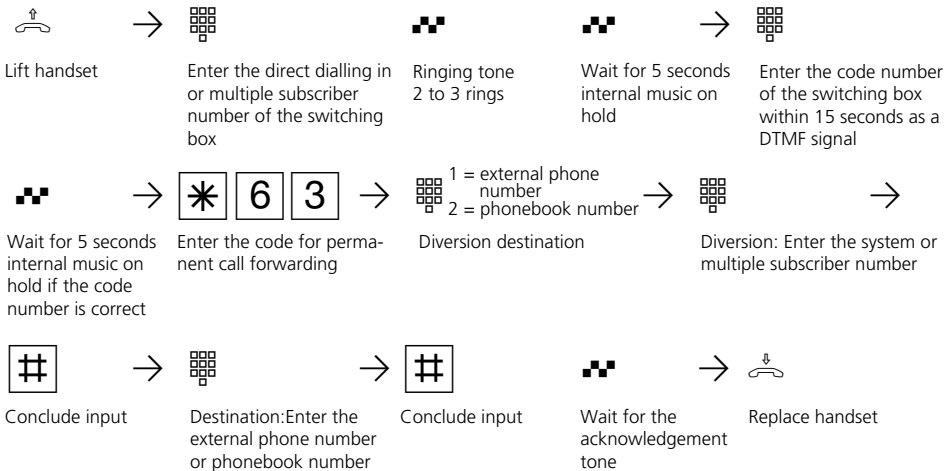 Lift handset
Enter the direct dialling in
or multiple subscriber
number of the switching
box
Ringing tone
2 to 3 rings
Wait for 5 seconds
internal music on
hold
Enter the code number
of the switching box
within 15 seconds as a
DTMF signal
* 6 3
1 = external phone
number
2 = phonebook number
Wait for 5 seconds
internal music on
hold if the code
number is correct
Enter the code for perma-
nent call forwarding
Diversion destination
Diversion: Enter the system or
multiple subscriber number
#
#
Conclude input
Destination:Enter the
external phone number
or phonebook number
Conclude input
Wait for the
acknowledgement
tone
Replace handset